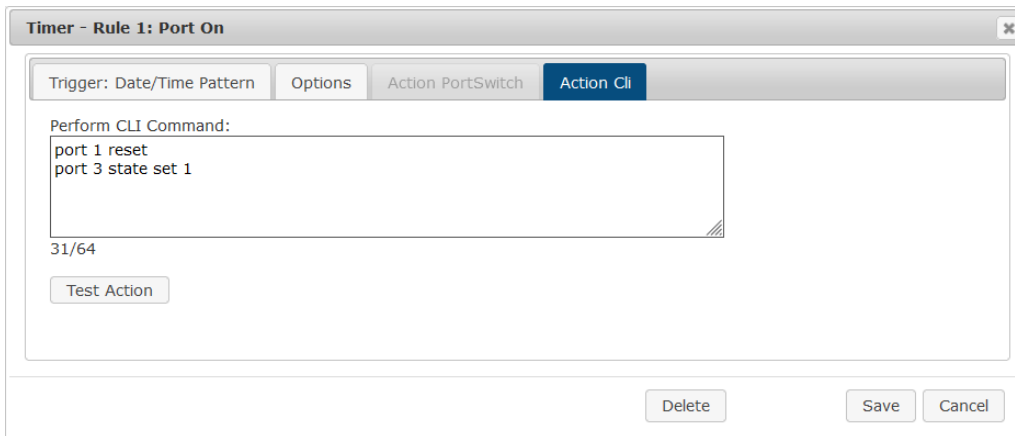 Timer - Rule 1: Port On
Trigger: Date/Time Pattern Options Action PortSwitch Action Cli
Perform CLI Command:
port 1 reset
port 3 state set 1
31/64
Test Action
Delete Save Cancel